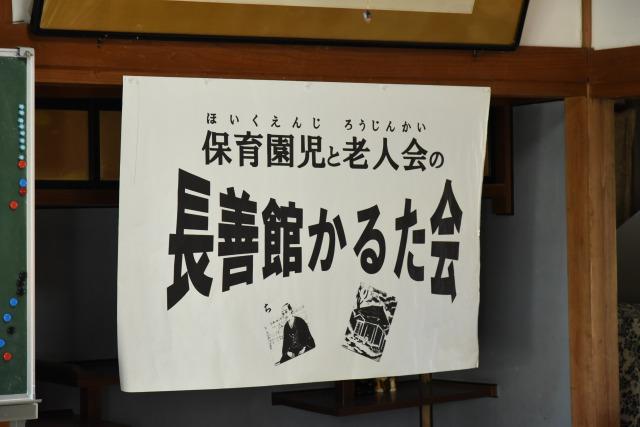 ほいくえんじ ろうじんかい
保育園児と老人会の
長善館かるた会
ち